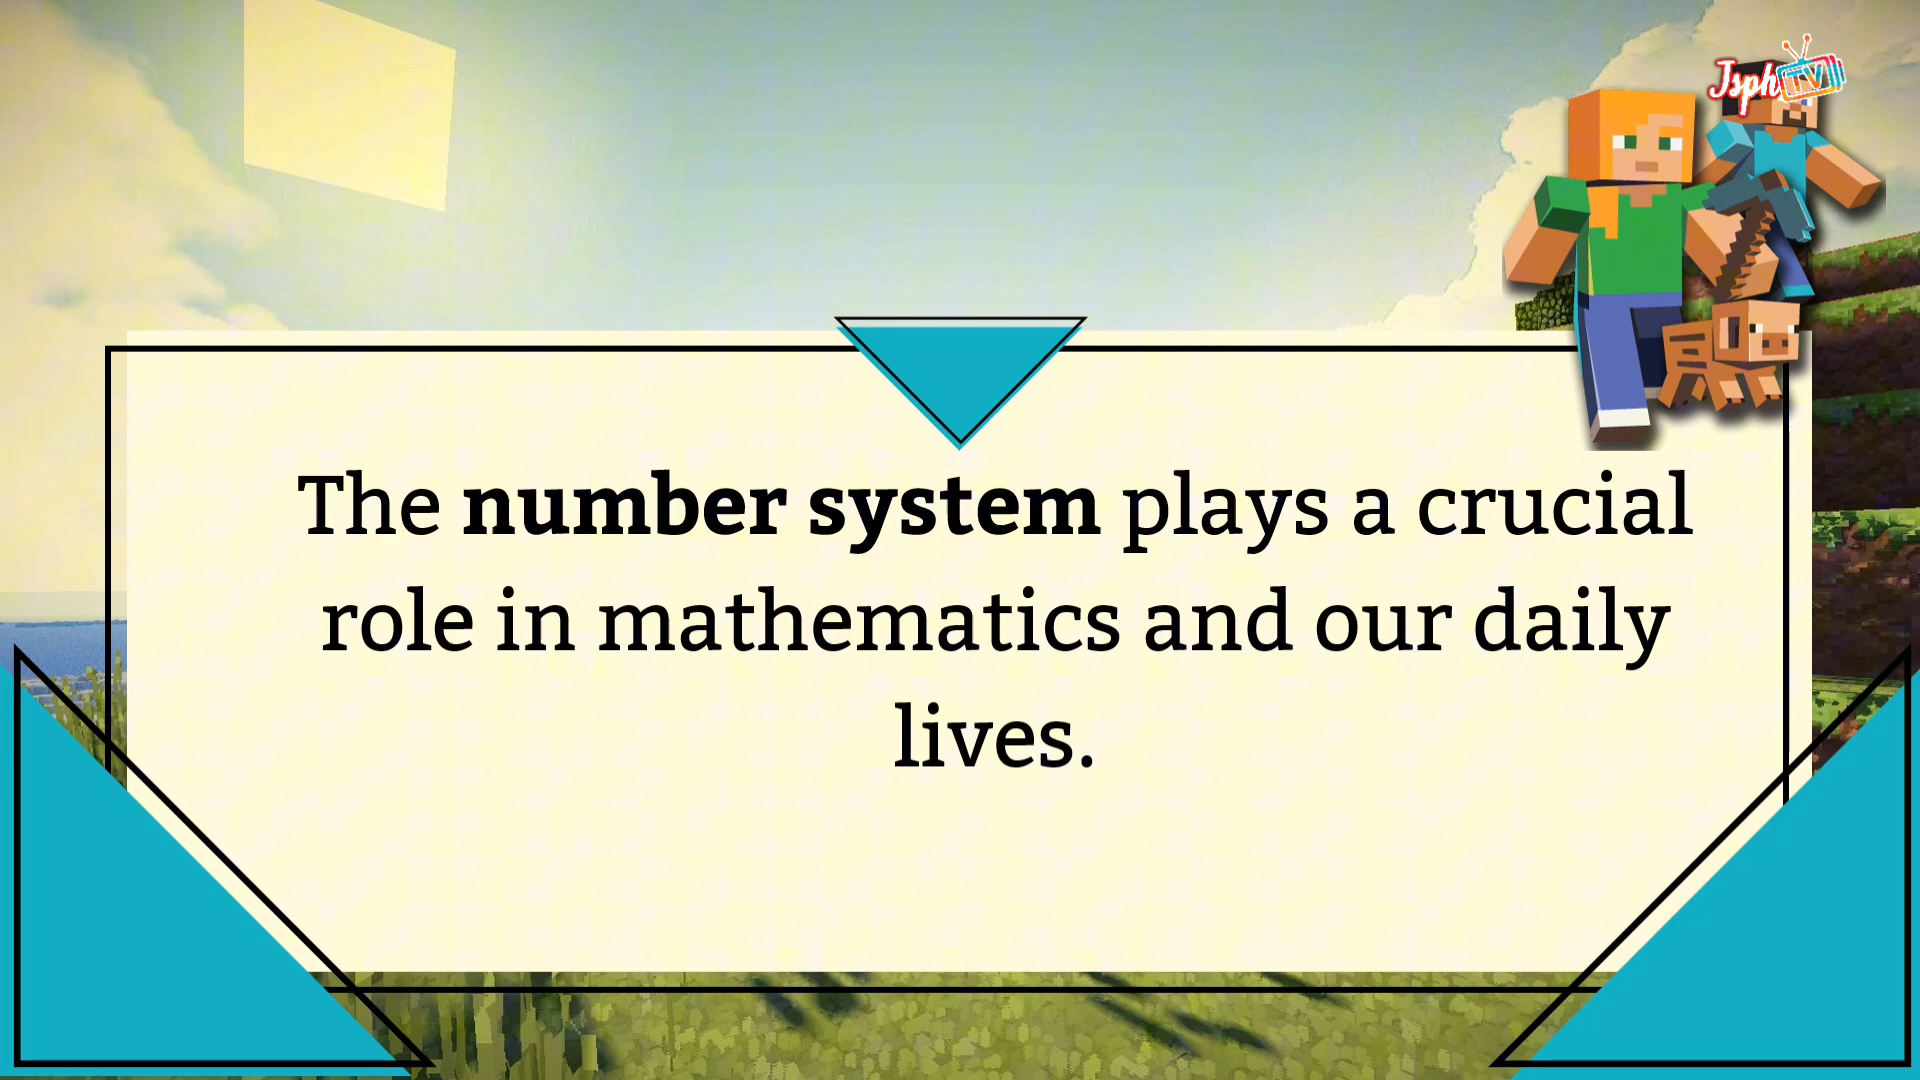 Jsph TV
The number system plays a crucial
role in mathematics and our daily
lives.